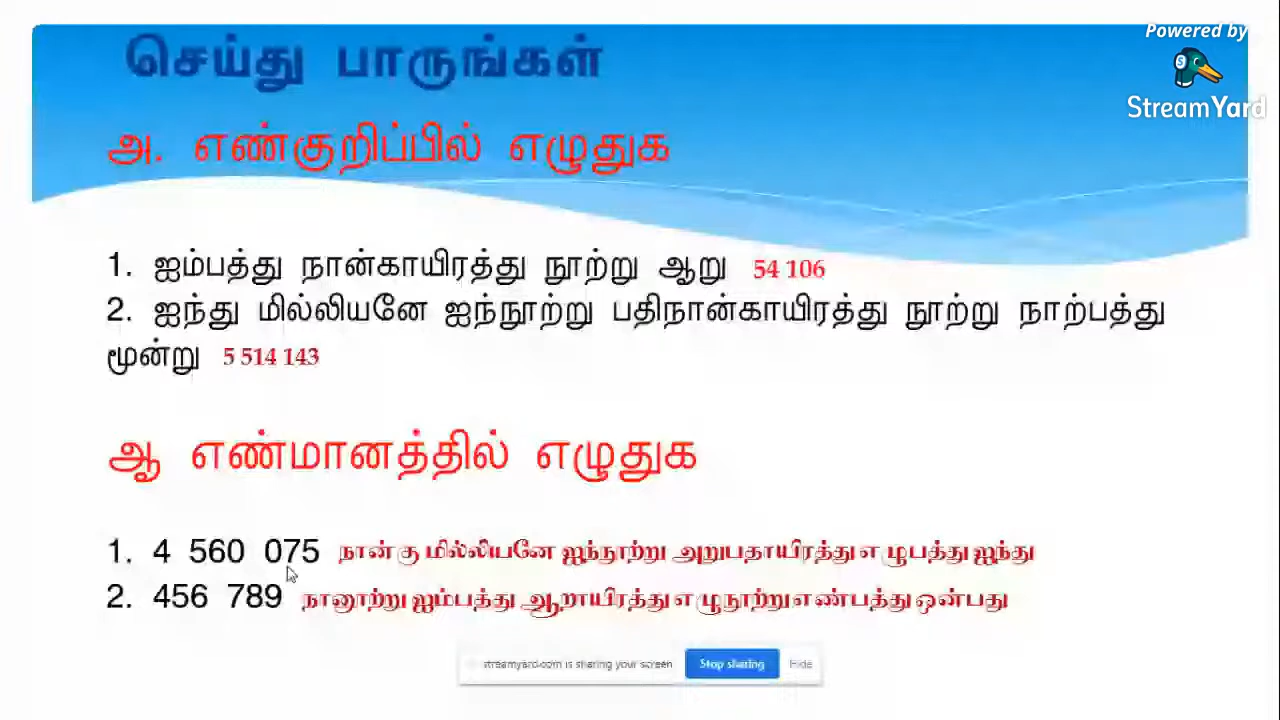 Powered by
StreamYard
செய்து பாருங்கள்
அ. எண்குறிப்பில் எழுதுக
1. ஐம்பத்து நான்காயிரத்து நூற்று ஆறு 54 106
2. ஐந்து மில்லியனே ஐந்நூற்று பதிநான்காயிரத்து நூற்று நாற்பத்து
மூன்று 5 514 143
ஆ எண்மானத்தில் எழுதுக
1. 4 560 075 நான்கு மில்லியனே ஐந்நூற்று அறுபதாயிரத்து எழுபத்து ஐந்து
2. 456 789 நானூற்று ஐம்பத்து ஆறாயிரத்து எழுநூற்று எண்பத்து ஒன்பது
streamyard.com is sharing your screen Stop sharing Hide